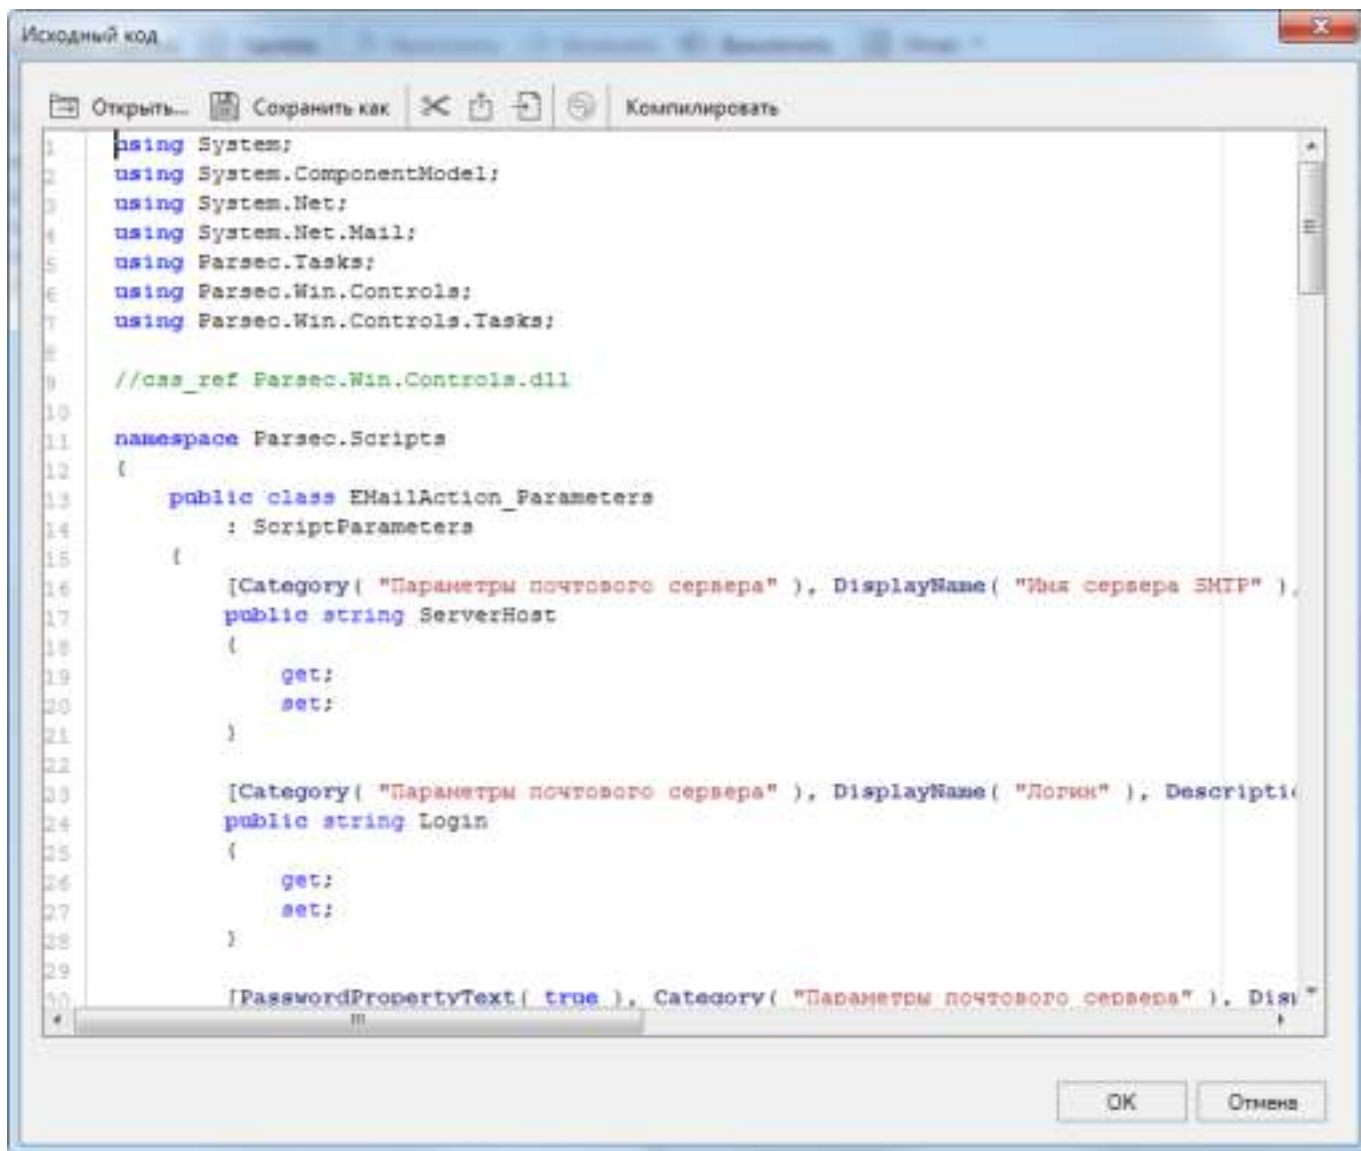 Исходный код
Открыть... Сохранить как Компилировать
1 using System;
2 using System.ComponentModel;
3 using System.Net;
4 using System.Net.Mail;
5 using Parsec.Tasks;
6 using Parsec.Win.Controls;
7 using Parsec.Win.Controls.Tasks;
8
9 //css_ref Parsec.Win.Controls.dll
10
11 namespace Parsec.Scripts
12 {
13 public class EMailAction_Parameters
14 : ScriptParameters
15 {
16 [Category( "Параметры почтового сервера" ), DisplayName( "Имя сервера SMTP" ),
17 public string ServerHost
18 {
19 get;
20 set;
21 }
22
23 [Category( "Параметры почтового сервера" ), DisplayName( "Логин" ), Descripti
24 public string Login
25 {
26 get;
27 set;
28 }
29
30 [PasswordPropertyText( true ), Category( "Параметры почтового сервера" ), Dis
OK Отмена